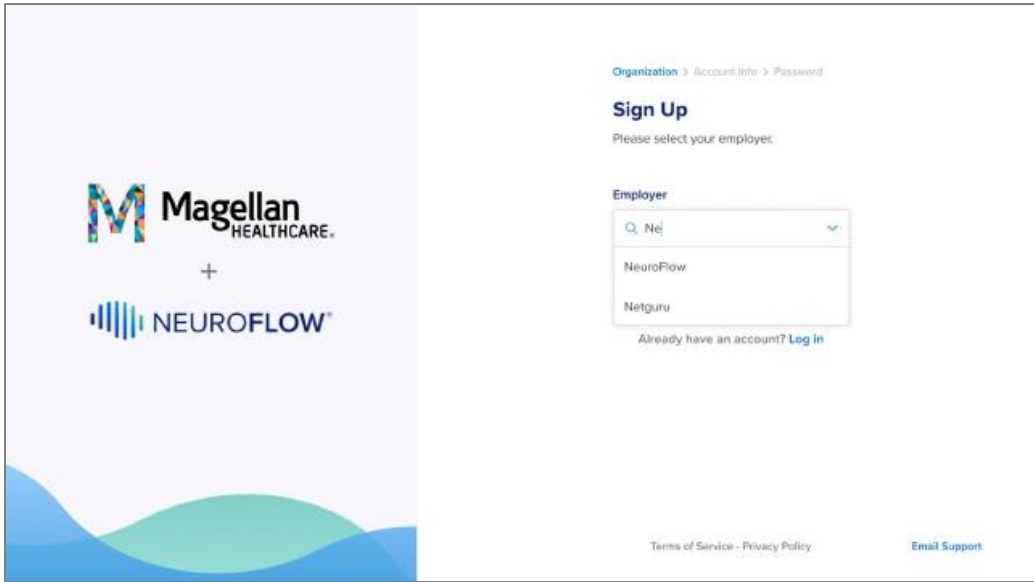 Magellan
HEALTHCARE®
+
NEUROFLOW®
Organization > Account Info > Password
Sign Up
Please select your employer.
Employer
Ne
NeuroFlow
Netguru
Already have an account? Log in
Terms of Service - Privacy Policy
Email Support